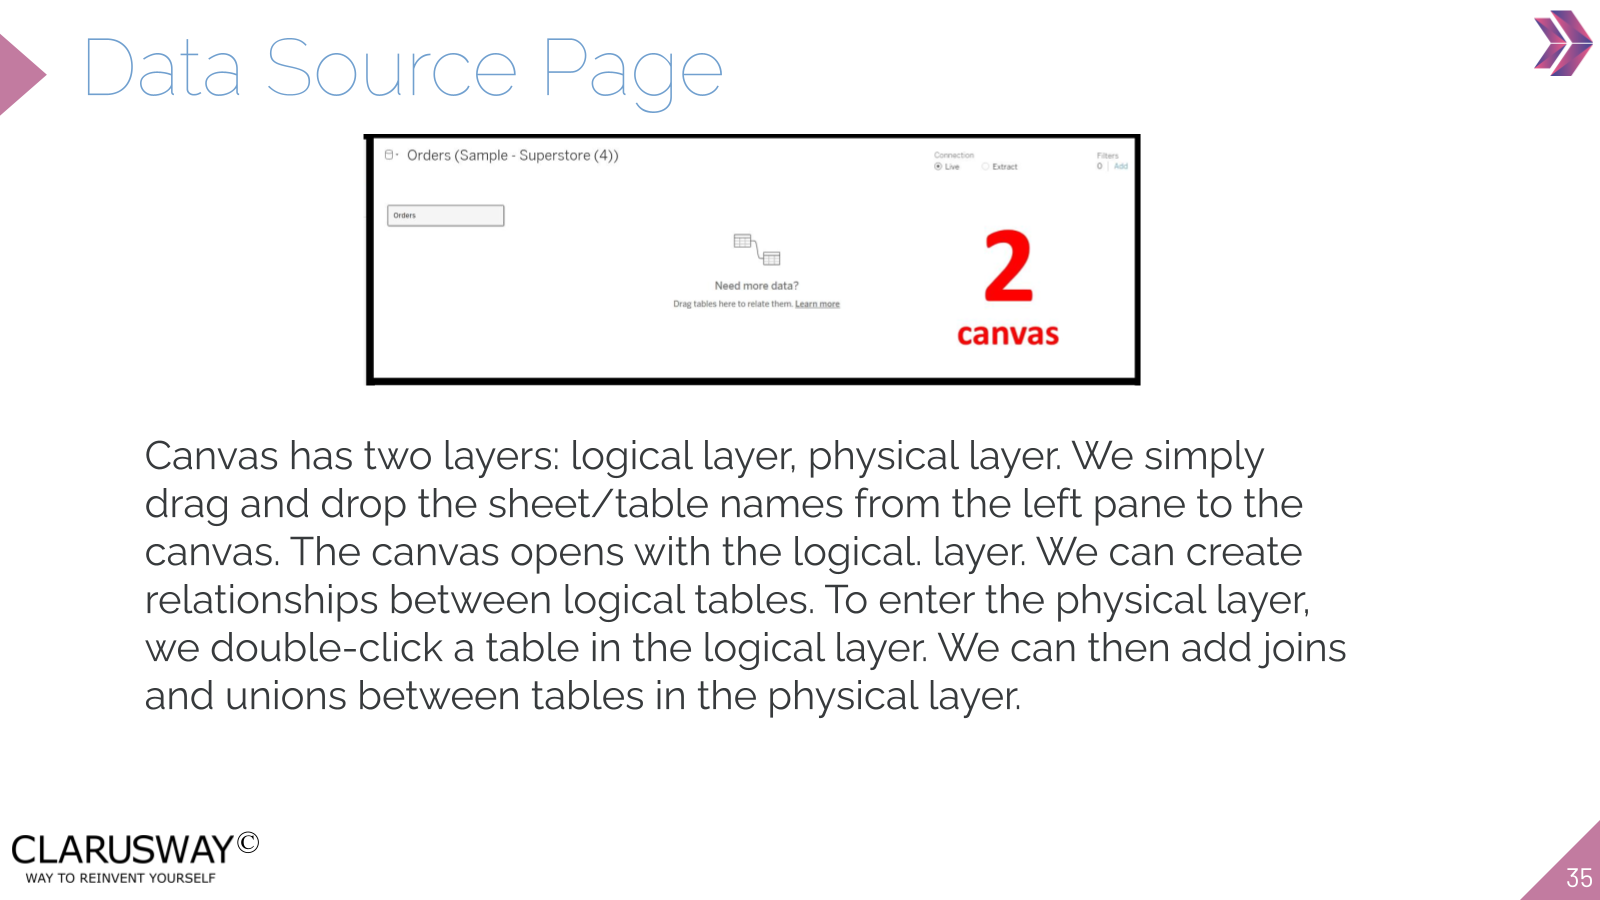 Data Source Page
Orders (Sample - Superstore (4))
Connection
Live Extract
Filters
0 | Add
Orders
Need more data?
Drag tables here to relate them. Learn more
2
canvas
Canvas has two layers: logical layer, physical layer. We simply
drag and drop the sheet/table names from the left pane to the
canvas. The canvas opens with the logical. layer. We can create
relationships between logical tables. To enter the physical layer,
we double-click a table in the logical layer. We can then add joins
and unions between tables in the physical layer.
CLARUSWAY©
WAY TO REINVENT YOURSELF
35